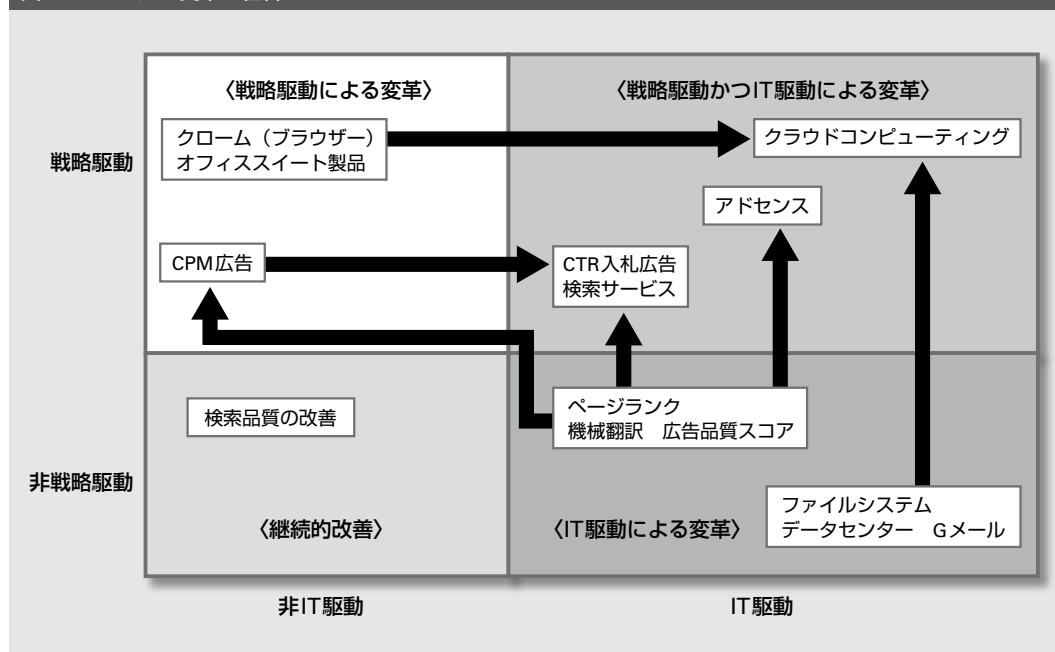 〈戦略駆動による変革〉
〈戦略駆動かつIT駆動による変革〉
戦略駆動
クローム（ブラウザー）
オフィススイート製品
クラウドコンピューティング
アドセンス
CPM広告
CTR入札広告
検索サービス
検索品質の改善
ページランク
機械翻訳　広告品質スコア
非戦略駆動
〈継続的改善〉
〈IT駆動による変革〉
ファイルシステム
データセンター　Gメール
非IT駆動
IT駆動